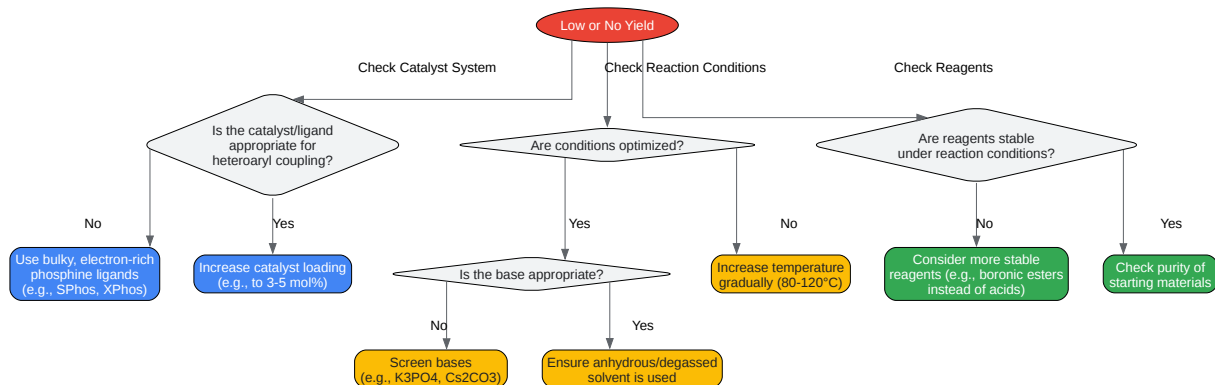 Low or No Yield
Check Catalyst System
Check Reaction Conditions
Check Reagents
Is the catalyst/ligand
appropriate for
heteroaryl coupling?
Are conditions optimized?
Are reagents stable
under reaction conditions?
No
Yes
Yes
No
No
Yes
Use bulky, electron-rich
phosphine ligands
(e.g., SPhos, XPhos)
Increase catalyst loading
(e.g., to 3-5 mol%)
Is the base appropriate?
Increase temperature
gradually (80-120°C)
Consider more stable
reagents (e.g., boronic esters
instead of acids)
Check purity of
starting materials
No
Yes
Screen bases
(e.g., K3PO4, Cs2CO3)
Ensure anhydrous/degassed
solvent is used